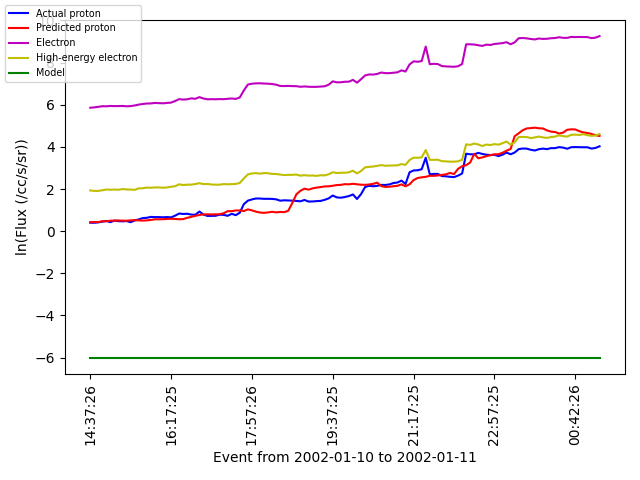 Actual proton
Predicted proton
Electron
High-energy electron
Model
6
4
2
0
−2
−4
−6
ln(Flux (/cc/s/sr))
14:37:26
16:17:25
17:57:26
19:37:25
21:17:25
22:57:25
00:42:26
Event from 2002-01-10 to 2002-01-11